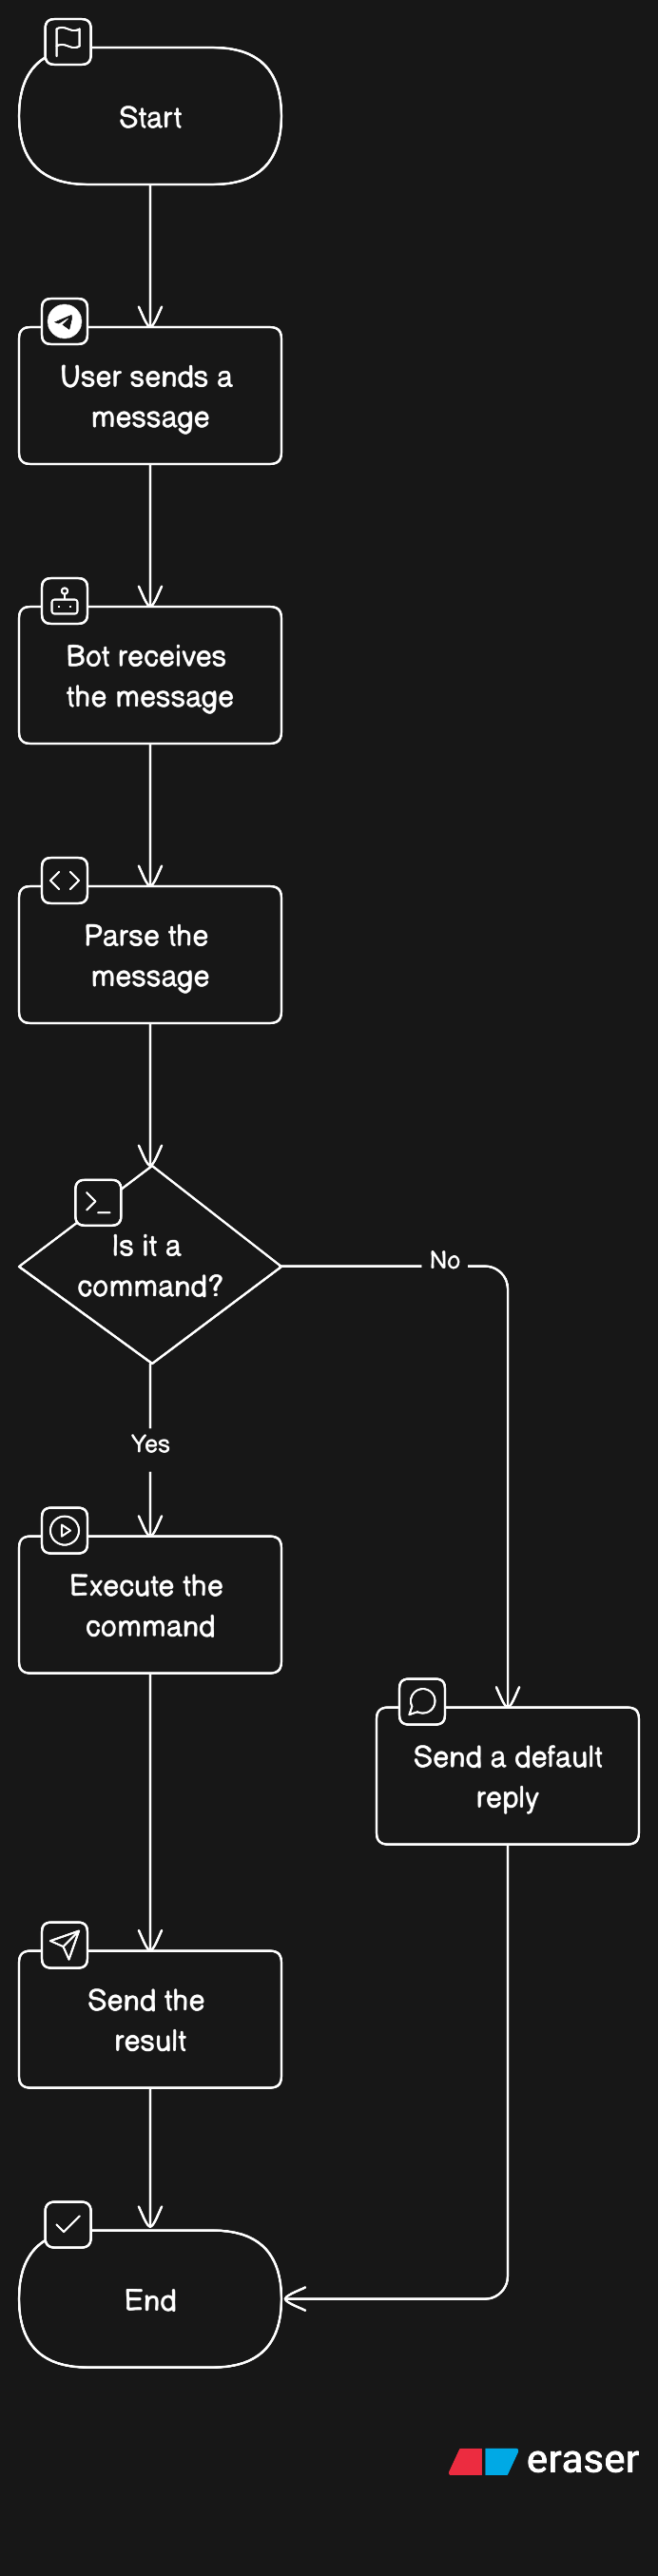 Start
User sends a
message
Bot receives
the message
Parse the
message
Is it a
command?
No
Yes
Execute the
command
Send a default
reply
Send the
result
End
eraser